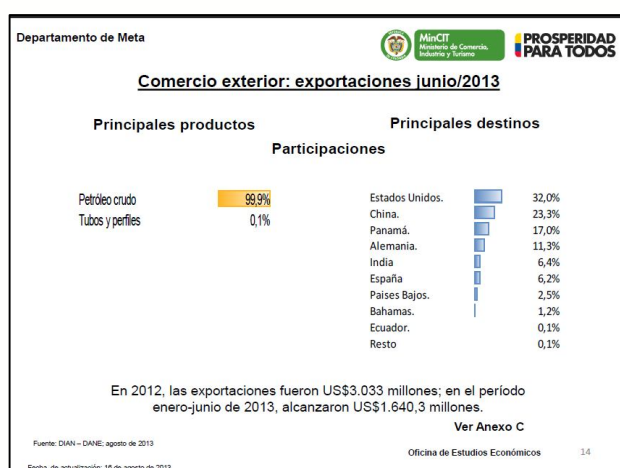 Departamento de Meta
MinCIT
Ministerio de Comercio,
Industria y Turismo
PROSPERIDAD
PARA TODOS
Comercio exterior: exportaciones junio/2013
Principales productos
Principales destinos
Participaciones
Petróleo crudo 99,9%
Tubos y perfiles 0,1%
Estados Unidos. 32,0%
China. 23,3%
Panamá. 17,0%
Alemania. 11,3%
India 6,4%
España 6,2%
Paises Bajos. 2,5%
Bahamas. 1,2%
Ecuador. 0,1%
Resto 0,1%
En 2012, las exportaciones fueron US$3.033 millones; en el período
enero-junio de 2013, alcanzaron US$1.640,3 millones.
Ver Anexo C
Fuente: DIAN – DANE; agosto de 2013
Oficina de Estudios Económicos 14
Fecha de actualización: 16 de agosto de 2013